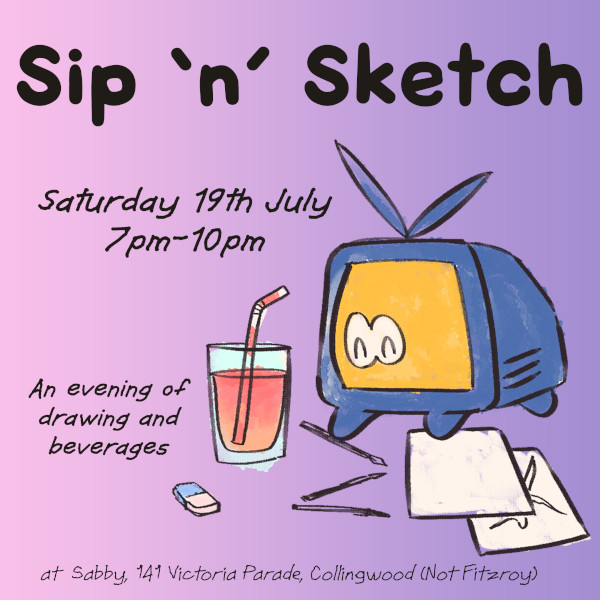 Sip 'n' Sketch
Saturday 19th July
7pm-10pm
An evening of
drawing and
beverages
at Sabby, 141 Victoria Parade, Collingwood (Not Fitzroy)